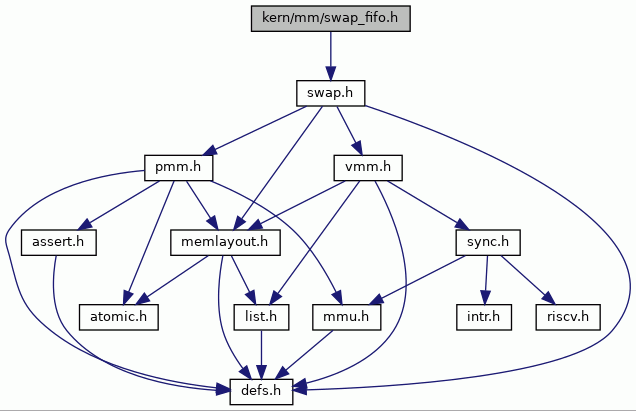 kern/mm/swap_fifo.h
swap.h
pmm.h
vmm.h
assert.h
memlayout.h
sync.h
atomic.h
list.h
mmu.h
intr.h
riscv.h
defs.h